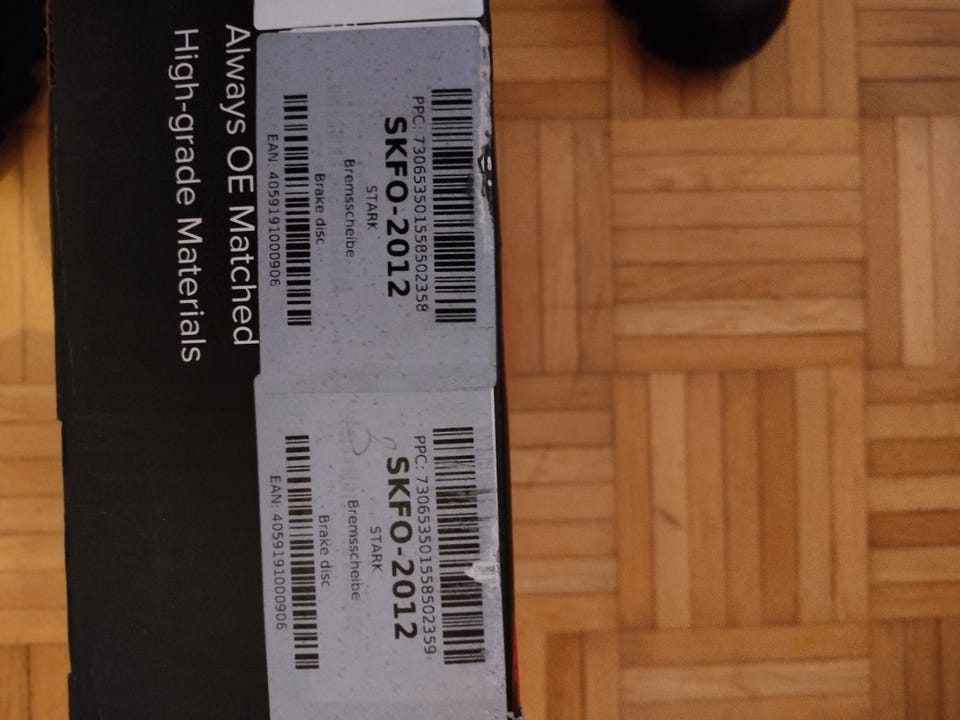 Always OE Matched
High-grade Materials
PPC: 730653501558502358
SKFO-2012
STARK
Bremsscheibe
Brake disc
EAN: 4059191000906
PPC: 730653501558502359
SKFO-2012
STARK
Bremsscheibe
Brake disc
EAN: 4059191000906